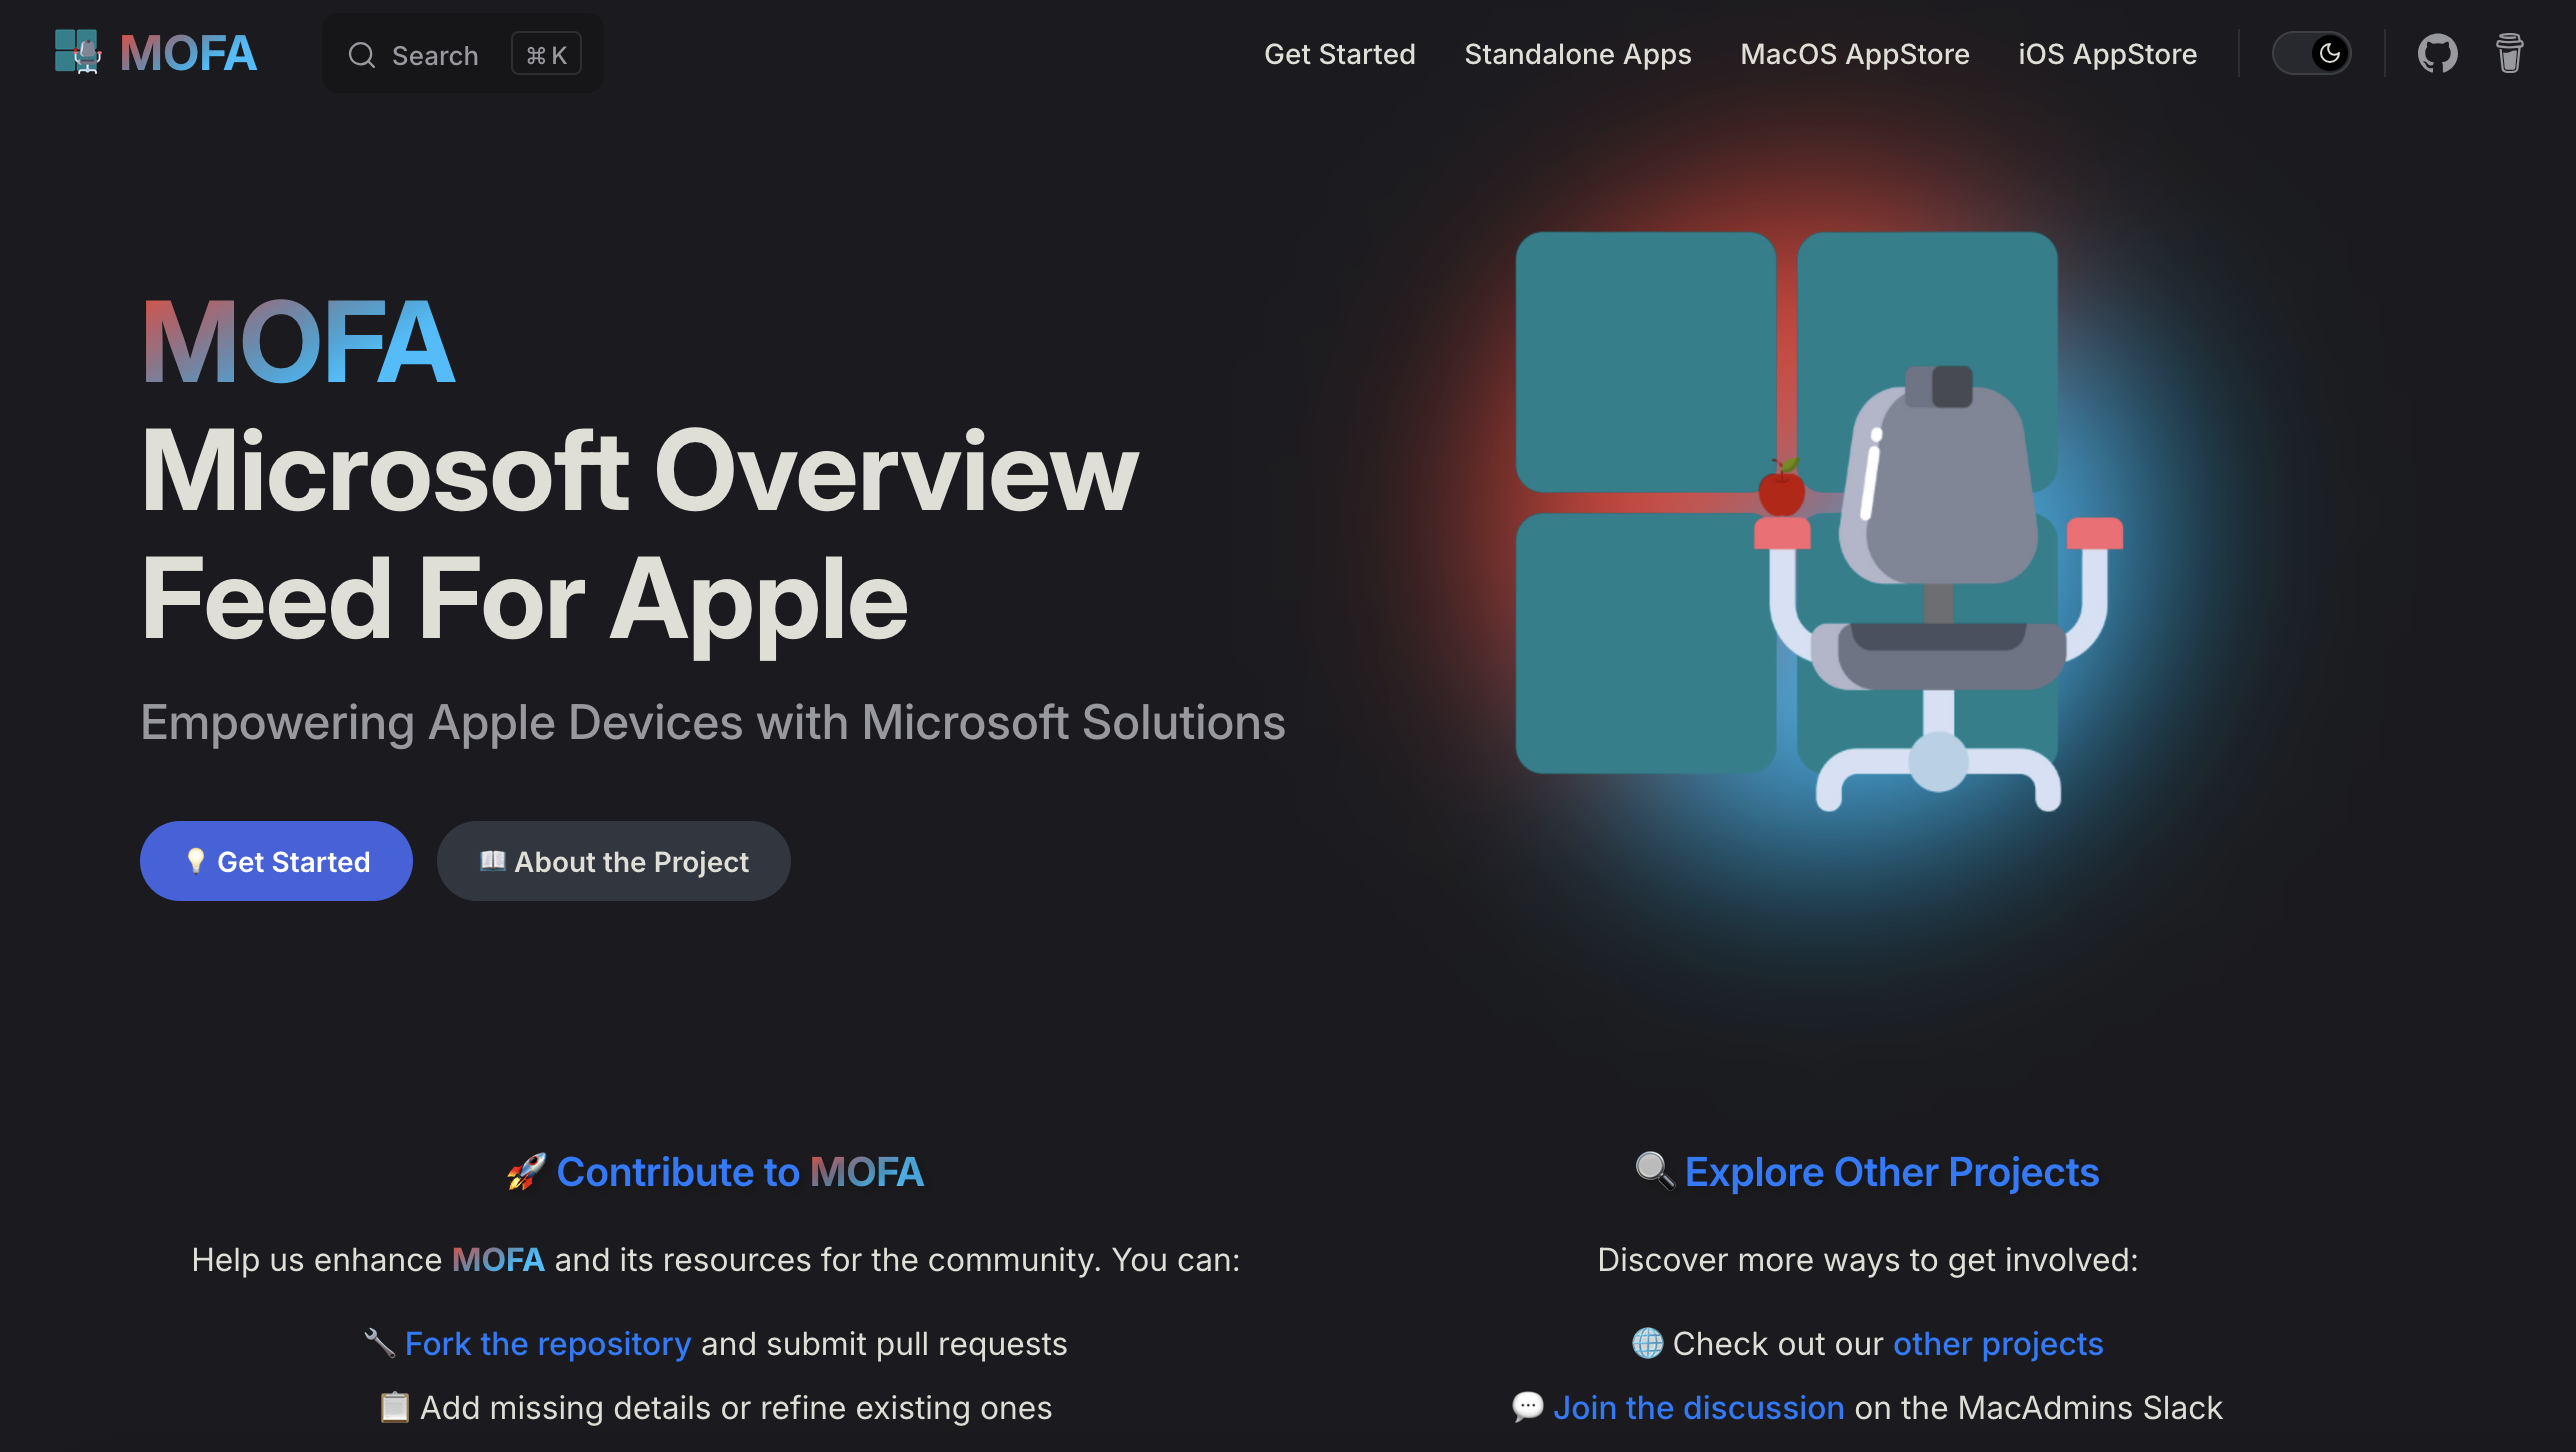 MOFA
Search ⌘ K
Get Started
Standalone Apps
MacOS AppStore
iOS AppStore
MOFA
Microsoft Overview
Feed For Apple
Empowering Apple Devices with Microsoft Solutions
💡 Get Started
📖 About the Project
🚀 Contribute to MOFA
Help us enhance MOFA and its resources for the community. You can:
🔧 Fork the repository and submit pull requests
📋 Add missing details or refine existing ones
🔍 Explore Other Projects
Discover more ways to get involved:
🌐 Check out our other projects
💬 Join the discussion on the MacAdmins Slack